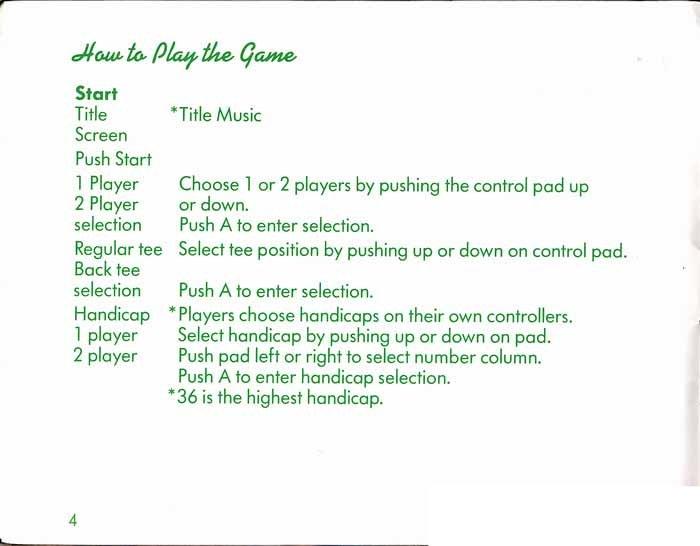 How to Play the Game
Start
Title *Title Music
Screen
Push Start
1 Player Choose 1 or 2 players by pushing the control pad up
2 Player or down.
selection Push A to enter selection.
Regular tee Select tee position by pushing up or down on control pad.
Back tee
selection Push A to enter selection.
Handicap *Players choose handicaps on their own controllers.
1 player Select handicap by pushing up or down on pad.
2 player Push pad left or right to select number column.
Push A to enter handicap selection.
*36 is the highest handicap.
4